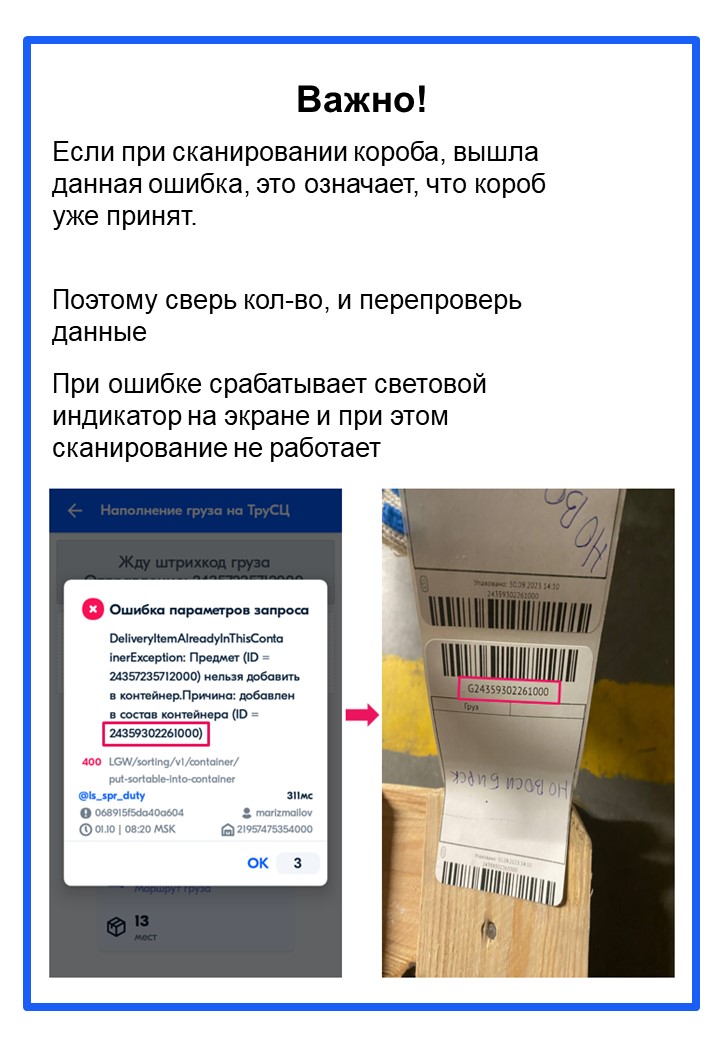 Важно!
Если при сканировании короба, вышла
данная ошибка, это означает, что короб
уже принят.
Поэтому сверь кол-во, и перепроверь
данные
При ошибке срабатывает световой
индикатор на экране и при этом
сканирование не работает
Наполнение груза на ТруСЦ
Жду штрихкод груза
Ошибка параметров запроса
DeliveryItemAlreadyInThisConta
inerException: Предмет (ID =
24357235712000) нельзя добавить
в контейнер.Причина: добавлен
в состав контейнера (ID =
24359302261000)
400 LGW/sorting/v1/container/
put-sortable-into-container
@ls_spr_duty 311мс
068915f5da40a604 marizmailov
01.10 | 08:20 MSK 21957475354000
OK 3
Маршрут груза
13
мест
НОВО
Упаковано: 30.09.2023 14:10
24359302261000
G24359302261000
Груз
НОВОСИБИРСК